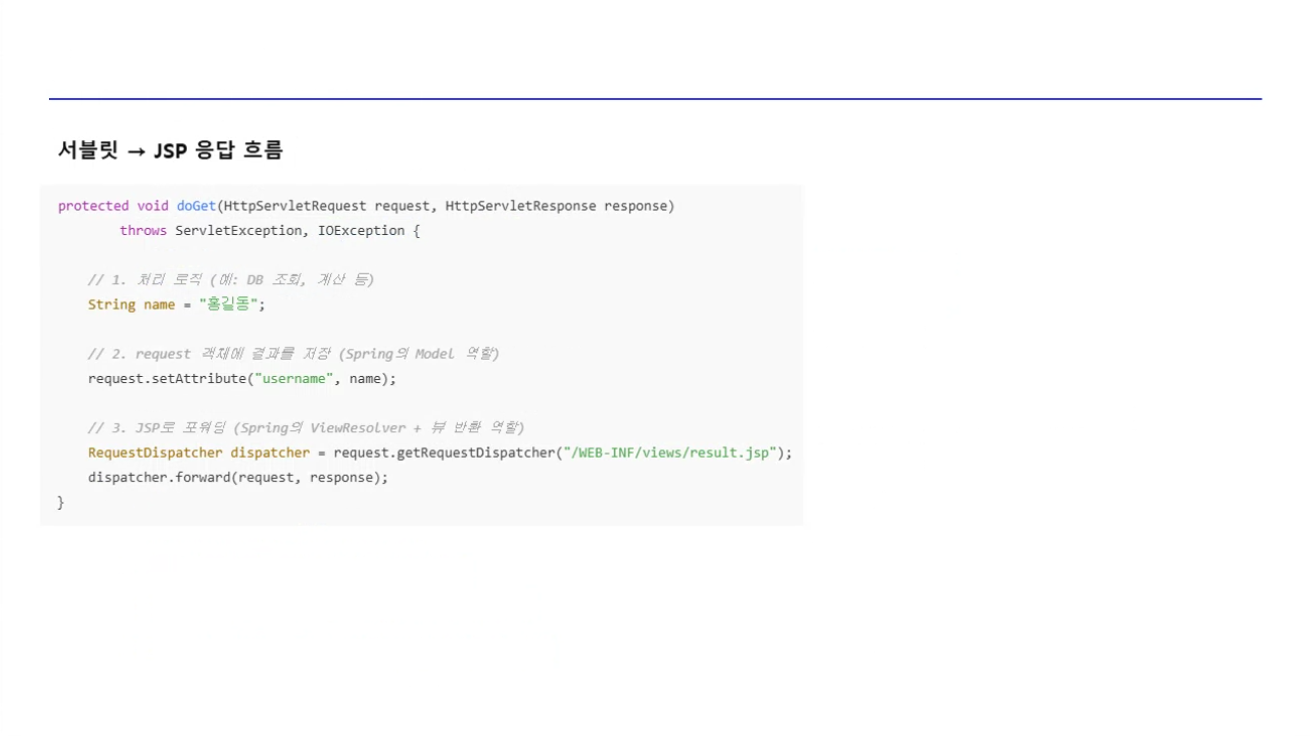 서블릿 → JSP 응답 흐름
protected void doGet(HttpServletRequest request, HttpServletResponse response)
throws ServletException, IOException {
// 1. 처리 로직 (예: DB 조회, 계산 등)
String name = "홍길동";
// 2. request 객체에 결과를 저장 (Spring의 Model 역할)
request.setAttribute("username", name);
// 3. JSP로 포워딩 (Spring의 ViewResolver + 뷰 반환 역할)
RequestDispatcher dispatcher = request.getRequestDispatcher("/WEB-INF/views/result.jsp");
dispatcher.forward(request, response);
}